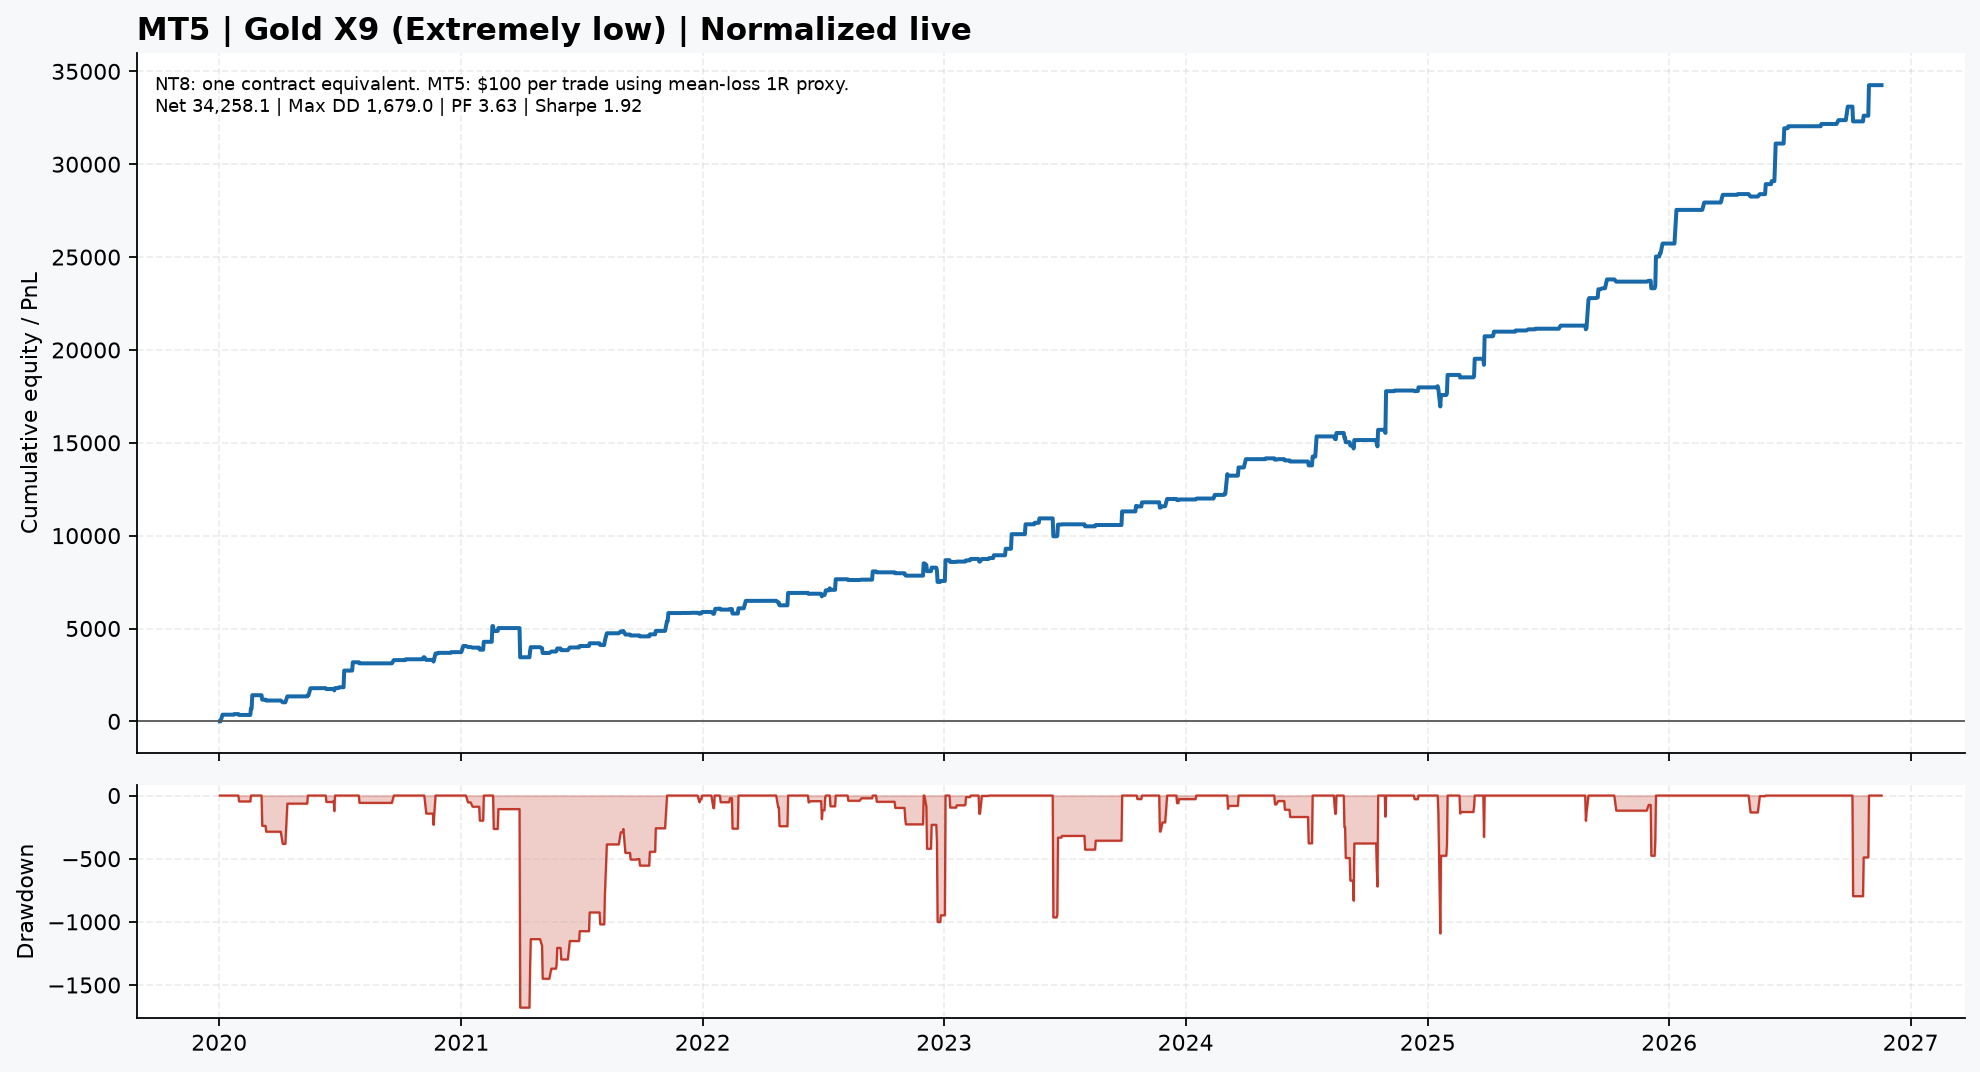 MT5 | Gold X9 (Extremely low) | Normalized live
NT8: one contract equivalent. MT5: $100 per trade using mean-loss 1R proxy.
Net 34,258.1 | Max DD 1,679.0 | PF 3.63 | Sharpe 1.92
Cumulative equity / PnL
35000
30000
25000
20000
15000
10000
5000
0
Drawdown
0
−500
−1000
−1500
2020 2021 2022 2023 2024 2025 2026 2027